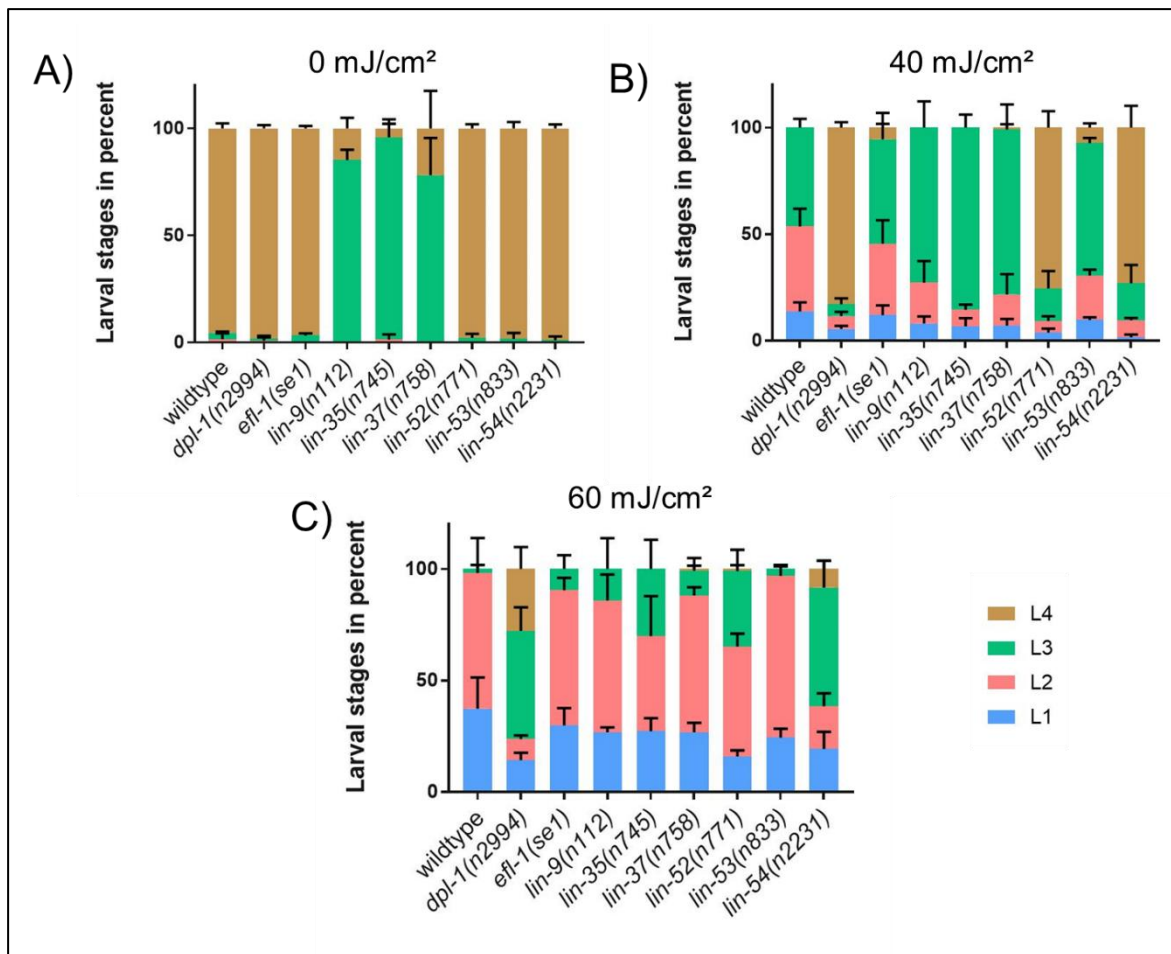 A)
0 mJ/cm²
Larval stages in percent
100
50
0
wildtype
dpl-1(n2994)
efl-1(se1)
lin-9(n112)
lin-35(n745)
lin-37(n758)
lin-52(n771)
lin-53(n833)
lin-54(n2231)
B)
40 mJ/cm²
Larval stages in percent
100
50
0
wildtype
dpl-1(n2994)
efl-1(se1)
lin-9(n112)
lin-35(n745)
lin-37(n758)
lin-52(n771)
lin-53(n833)
lin-54(n2231)
C)
60 mJ/cm²
Larval stages in percent
100
50
0
wildtype
dpl-1(n2994)
efl-1(se1)
lin-9(n112)
lin-35(n745)
lin-37(n758)
lin-52(n771)
lin-53(n833)
lin-54(n2231)
L4
L3
L2
L1